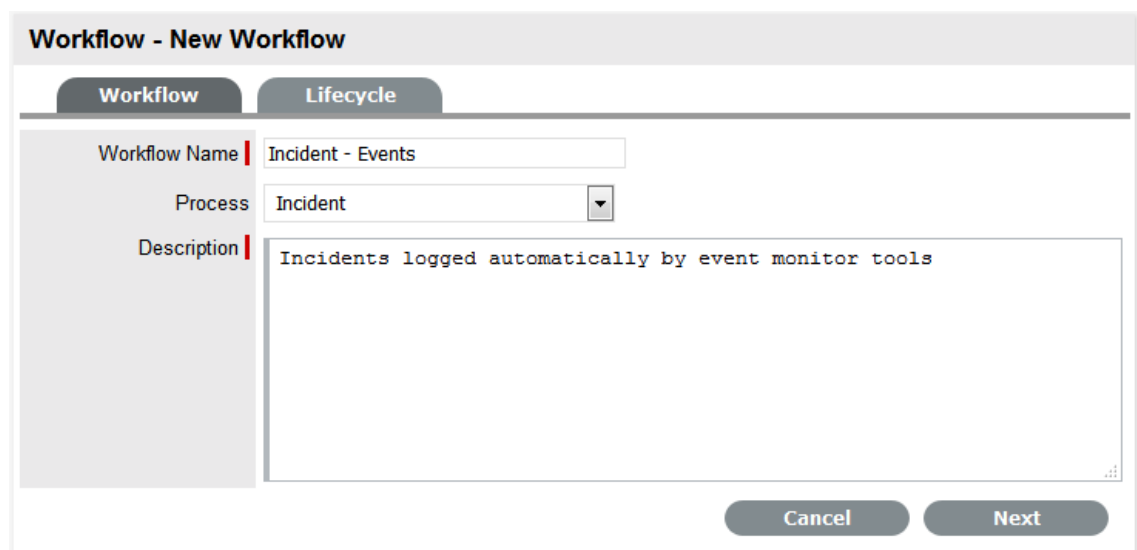 Workflow - New Workflow
Workflow Lifecycle
Workflow Name Incident - Events
Process Incident
Description Incidents logged automatically by event monitor tools
Cancel Next